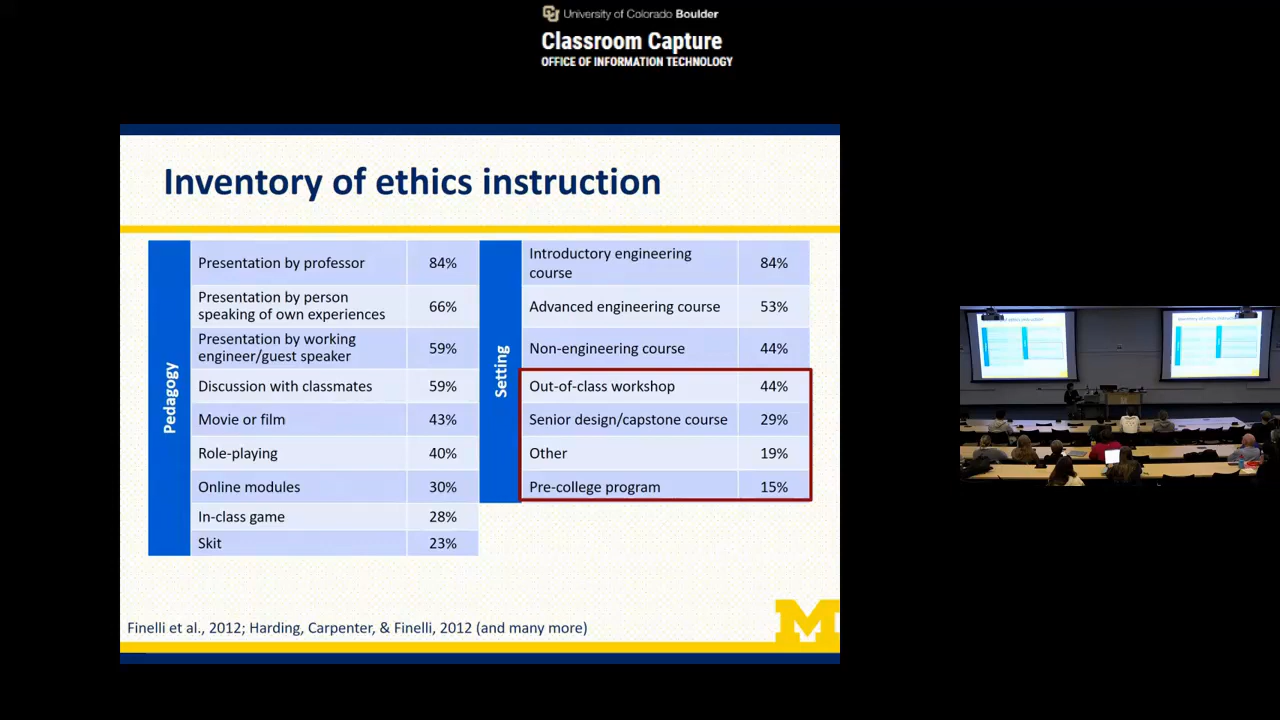 University of Colorado Boulder
Classroom Capture
OFFICE OF INFORMATION TECHNOLOGY
Inventory of ethics instruction
Pedagogy
Presentation by professor 84%
Presentation by person
speaking of own experiences 66%
Presentation by working
engineer/guest speaker 59%
Discussion with classmates 59%
Movie or film 43%
Role-playing 40%
Online modules 30%
In-class game 28%
Skit 23%
Setting
Introductory engineering
course 84%
Advanced engineering course 53%
Non-engineering course 44%
Out-of-class workshop 44%
Senior design/capstone course 29%
Other 19%
Pre-college program 15%
Finelli et al., 2012; Harding, Carpenter, & Finelli, 2012 (and many more)
M